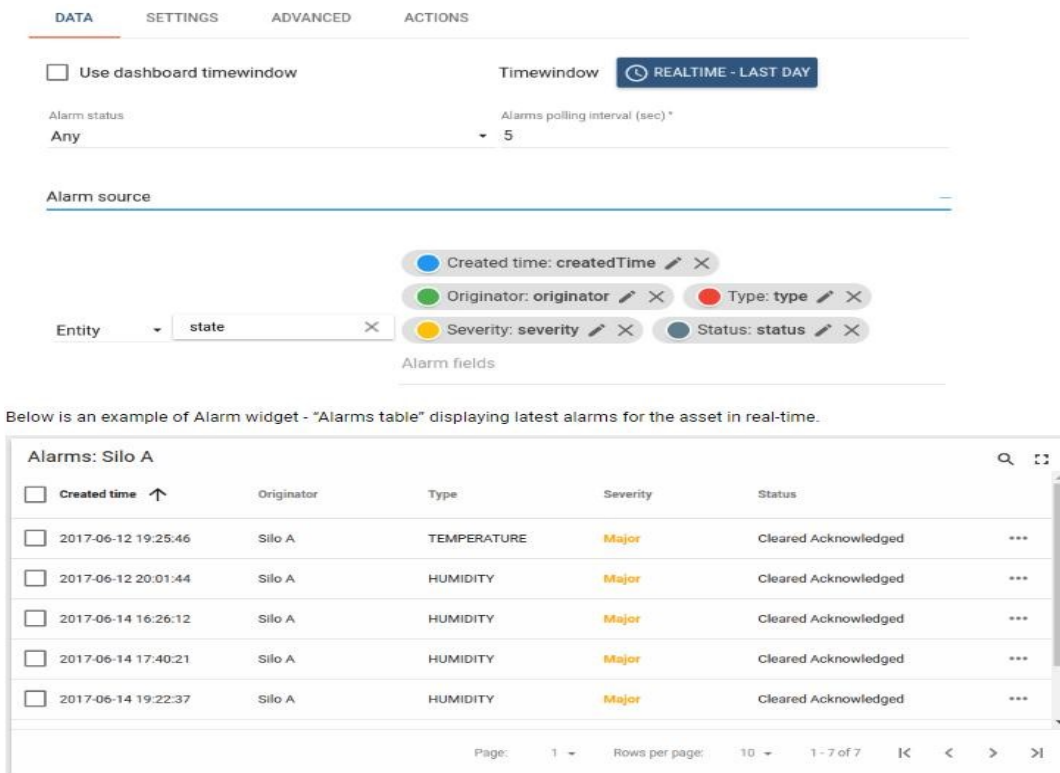 DATA SETTINGS ADVANCED ACTIONS
Use dashboard timewindow Timewindow REALTIME - LAST DAY
Alarm status Alarms polling interval (sec) *
Any 5
Alarm source
Created time: createdTime
Originator: originator Type: type
Entity state Severity: severity Status: status
Alarm fields
Below is an example of Alarm widget - “Alarms table” displaying latest alarms for the asset in real-time.
Alarms: Silo A
Created time Originator Type Severity Status
2017-06-12 19:25:46 Silo A TEMPERATURE Major Cleared Acknowledged
2017-06-12 20:01:44 Silo A HUMIDITY Major Cleared Acknowledged
2017-06-14 16:26:12 Silo A HUMIDITY Major Cleared Acknowledged
2017-06-14 17:40:21 Silo A HUMIDITY Major Cleared Acknowledged
2017-06-14 19:22:37 Silo A HUMIDITY Major Cleared Acknowledged
Page: 1 Rows per page: 10 1 - 7 of 7